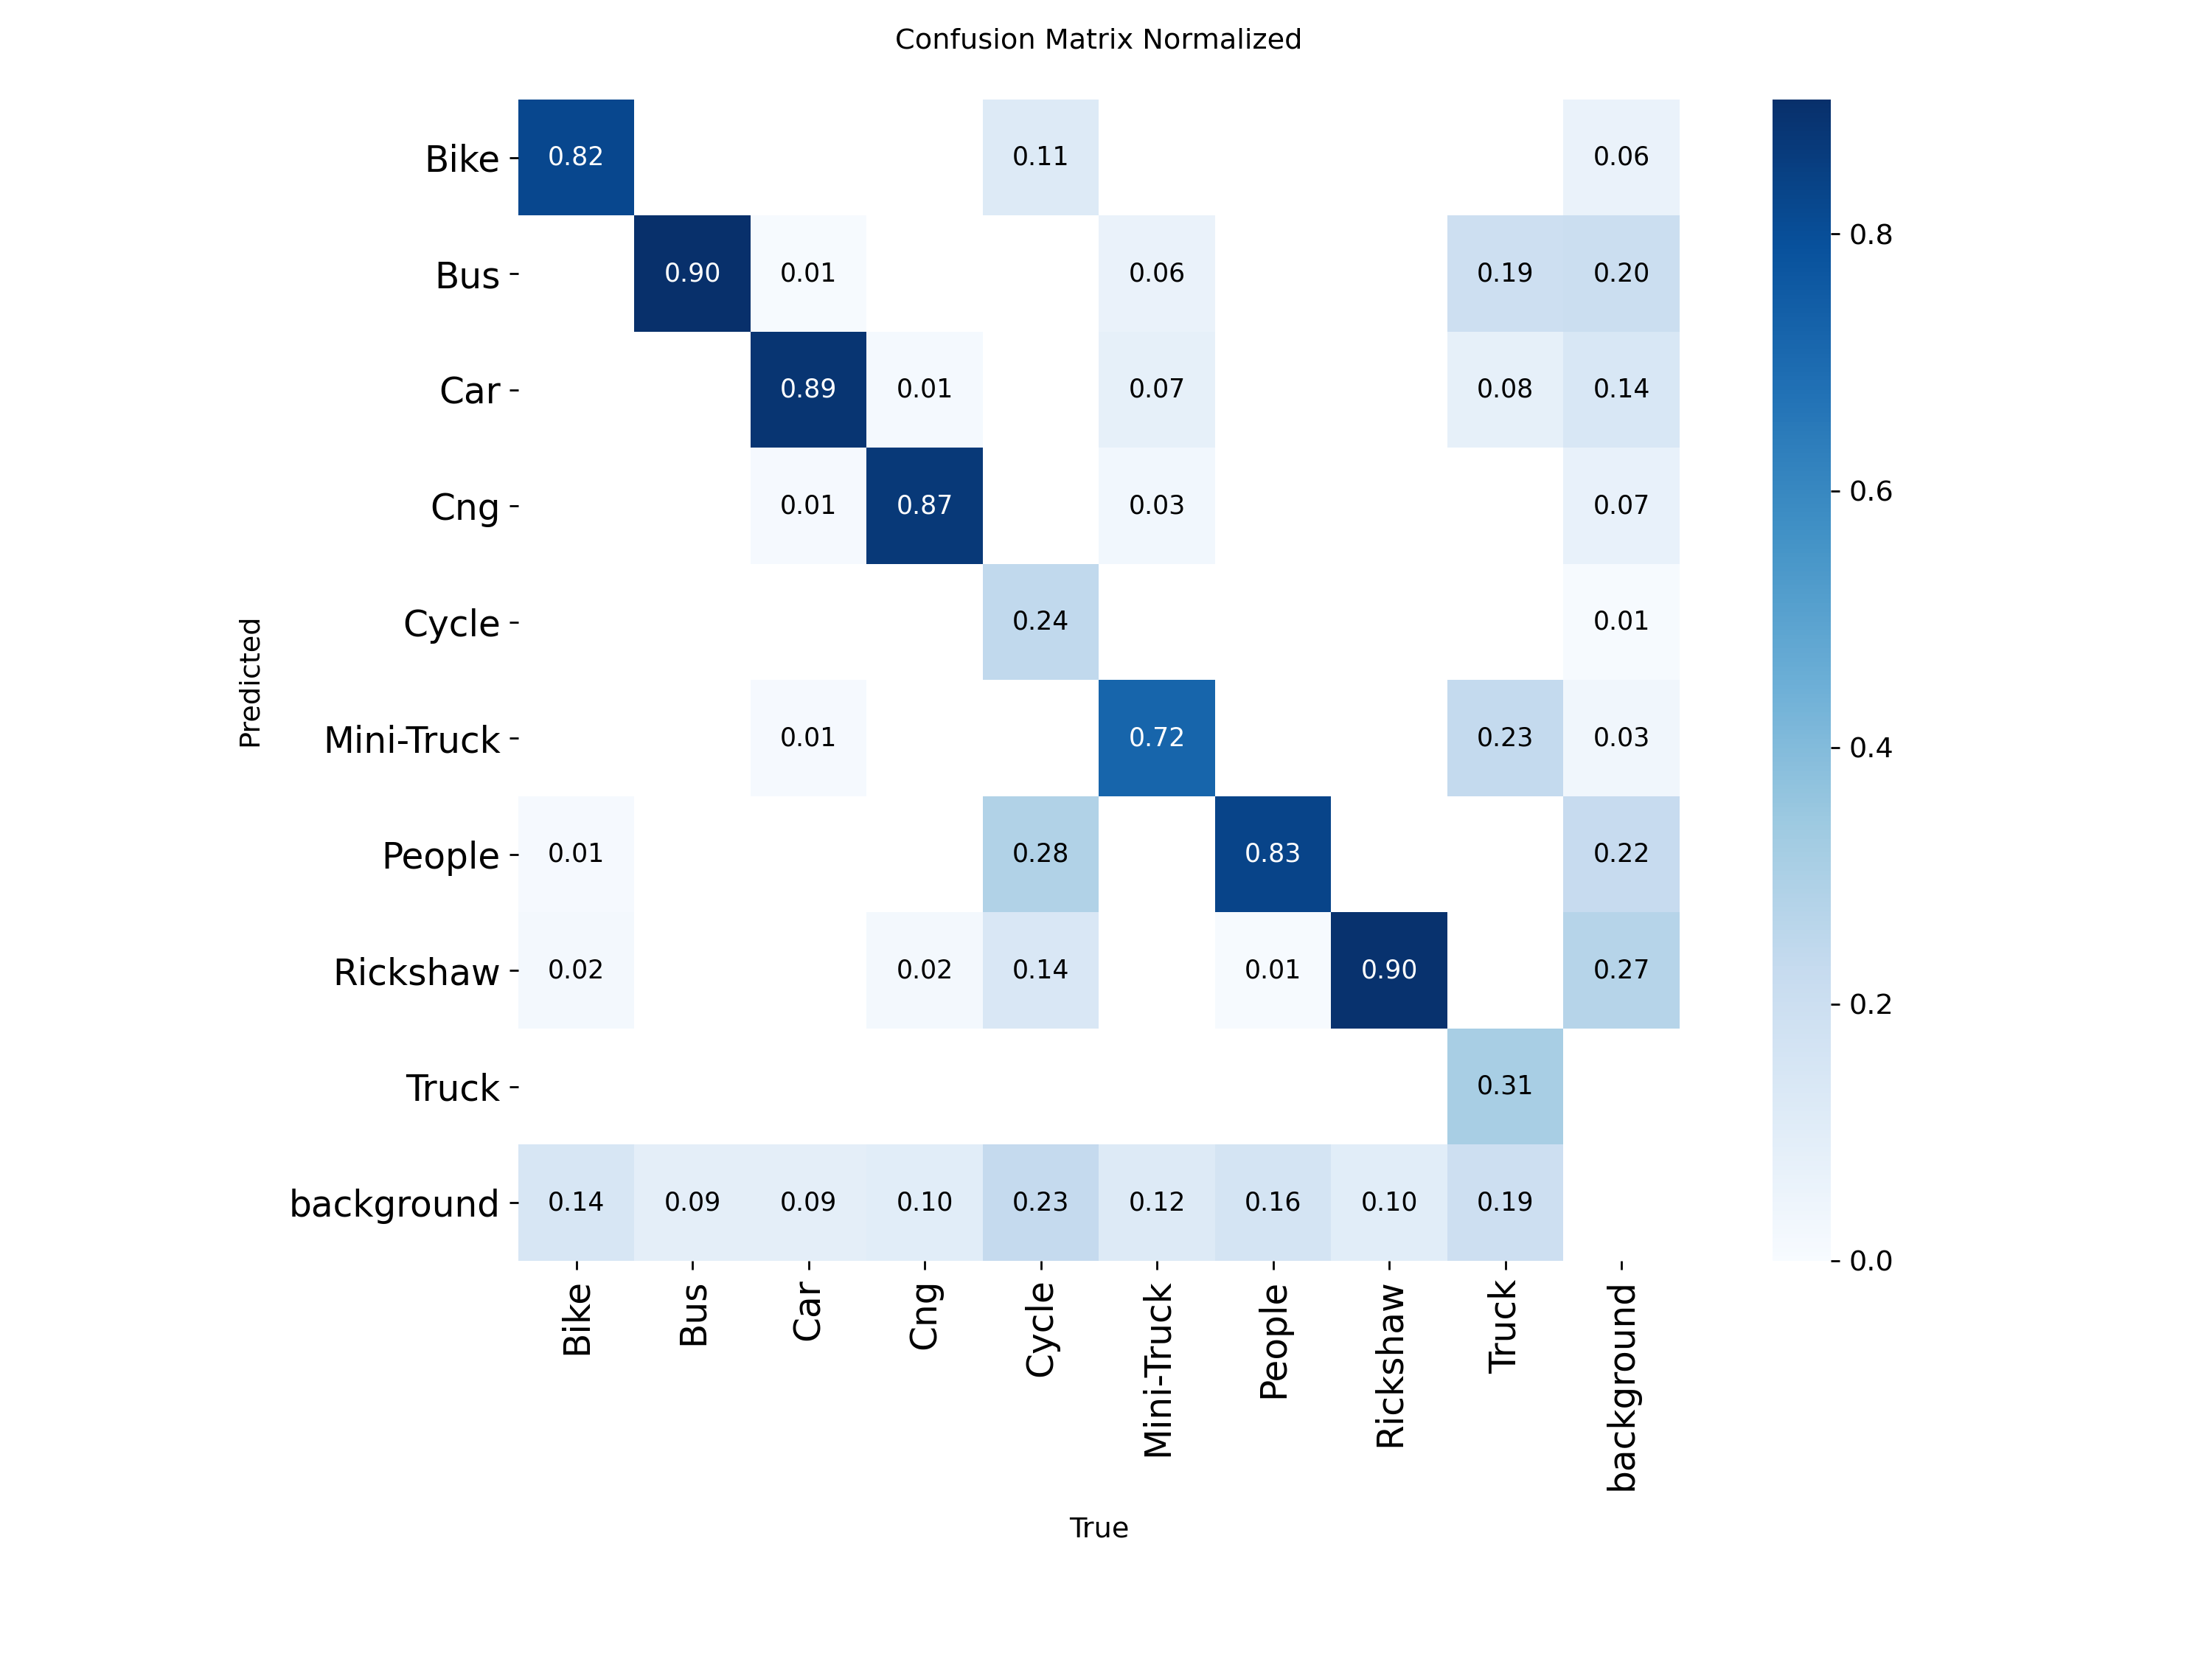 Confusion Matrix Normalized
Bike 0.82 0.11 0.06
Bus 0.90 0.01 0.06 0.19 0.20 0.8
Car 0.89 0.01 0.07 0.08 0.14
Cng 0.01 0.87 0.03 0.07 0.6
Cycle 0.24 0.01
Predicted
Mini-Truck 0.01 0.72 0.23 0.03 0.4
People 0.01 0.28 0.83 0.22
Rickshaw 0.02 0.02 0.14 0.01 0.90 0.27 0.2
Truck 0.31
background 0.14 0.09 0.09 0.10 0.23 0.12 0.16 0.10 0.19 0.0
Bike Bus Car Cng Cycle Mini-Truck People Rickshaw Truck background
True